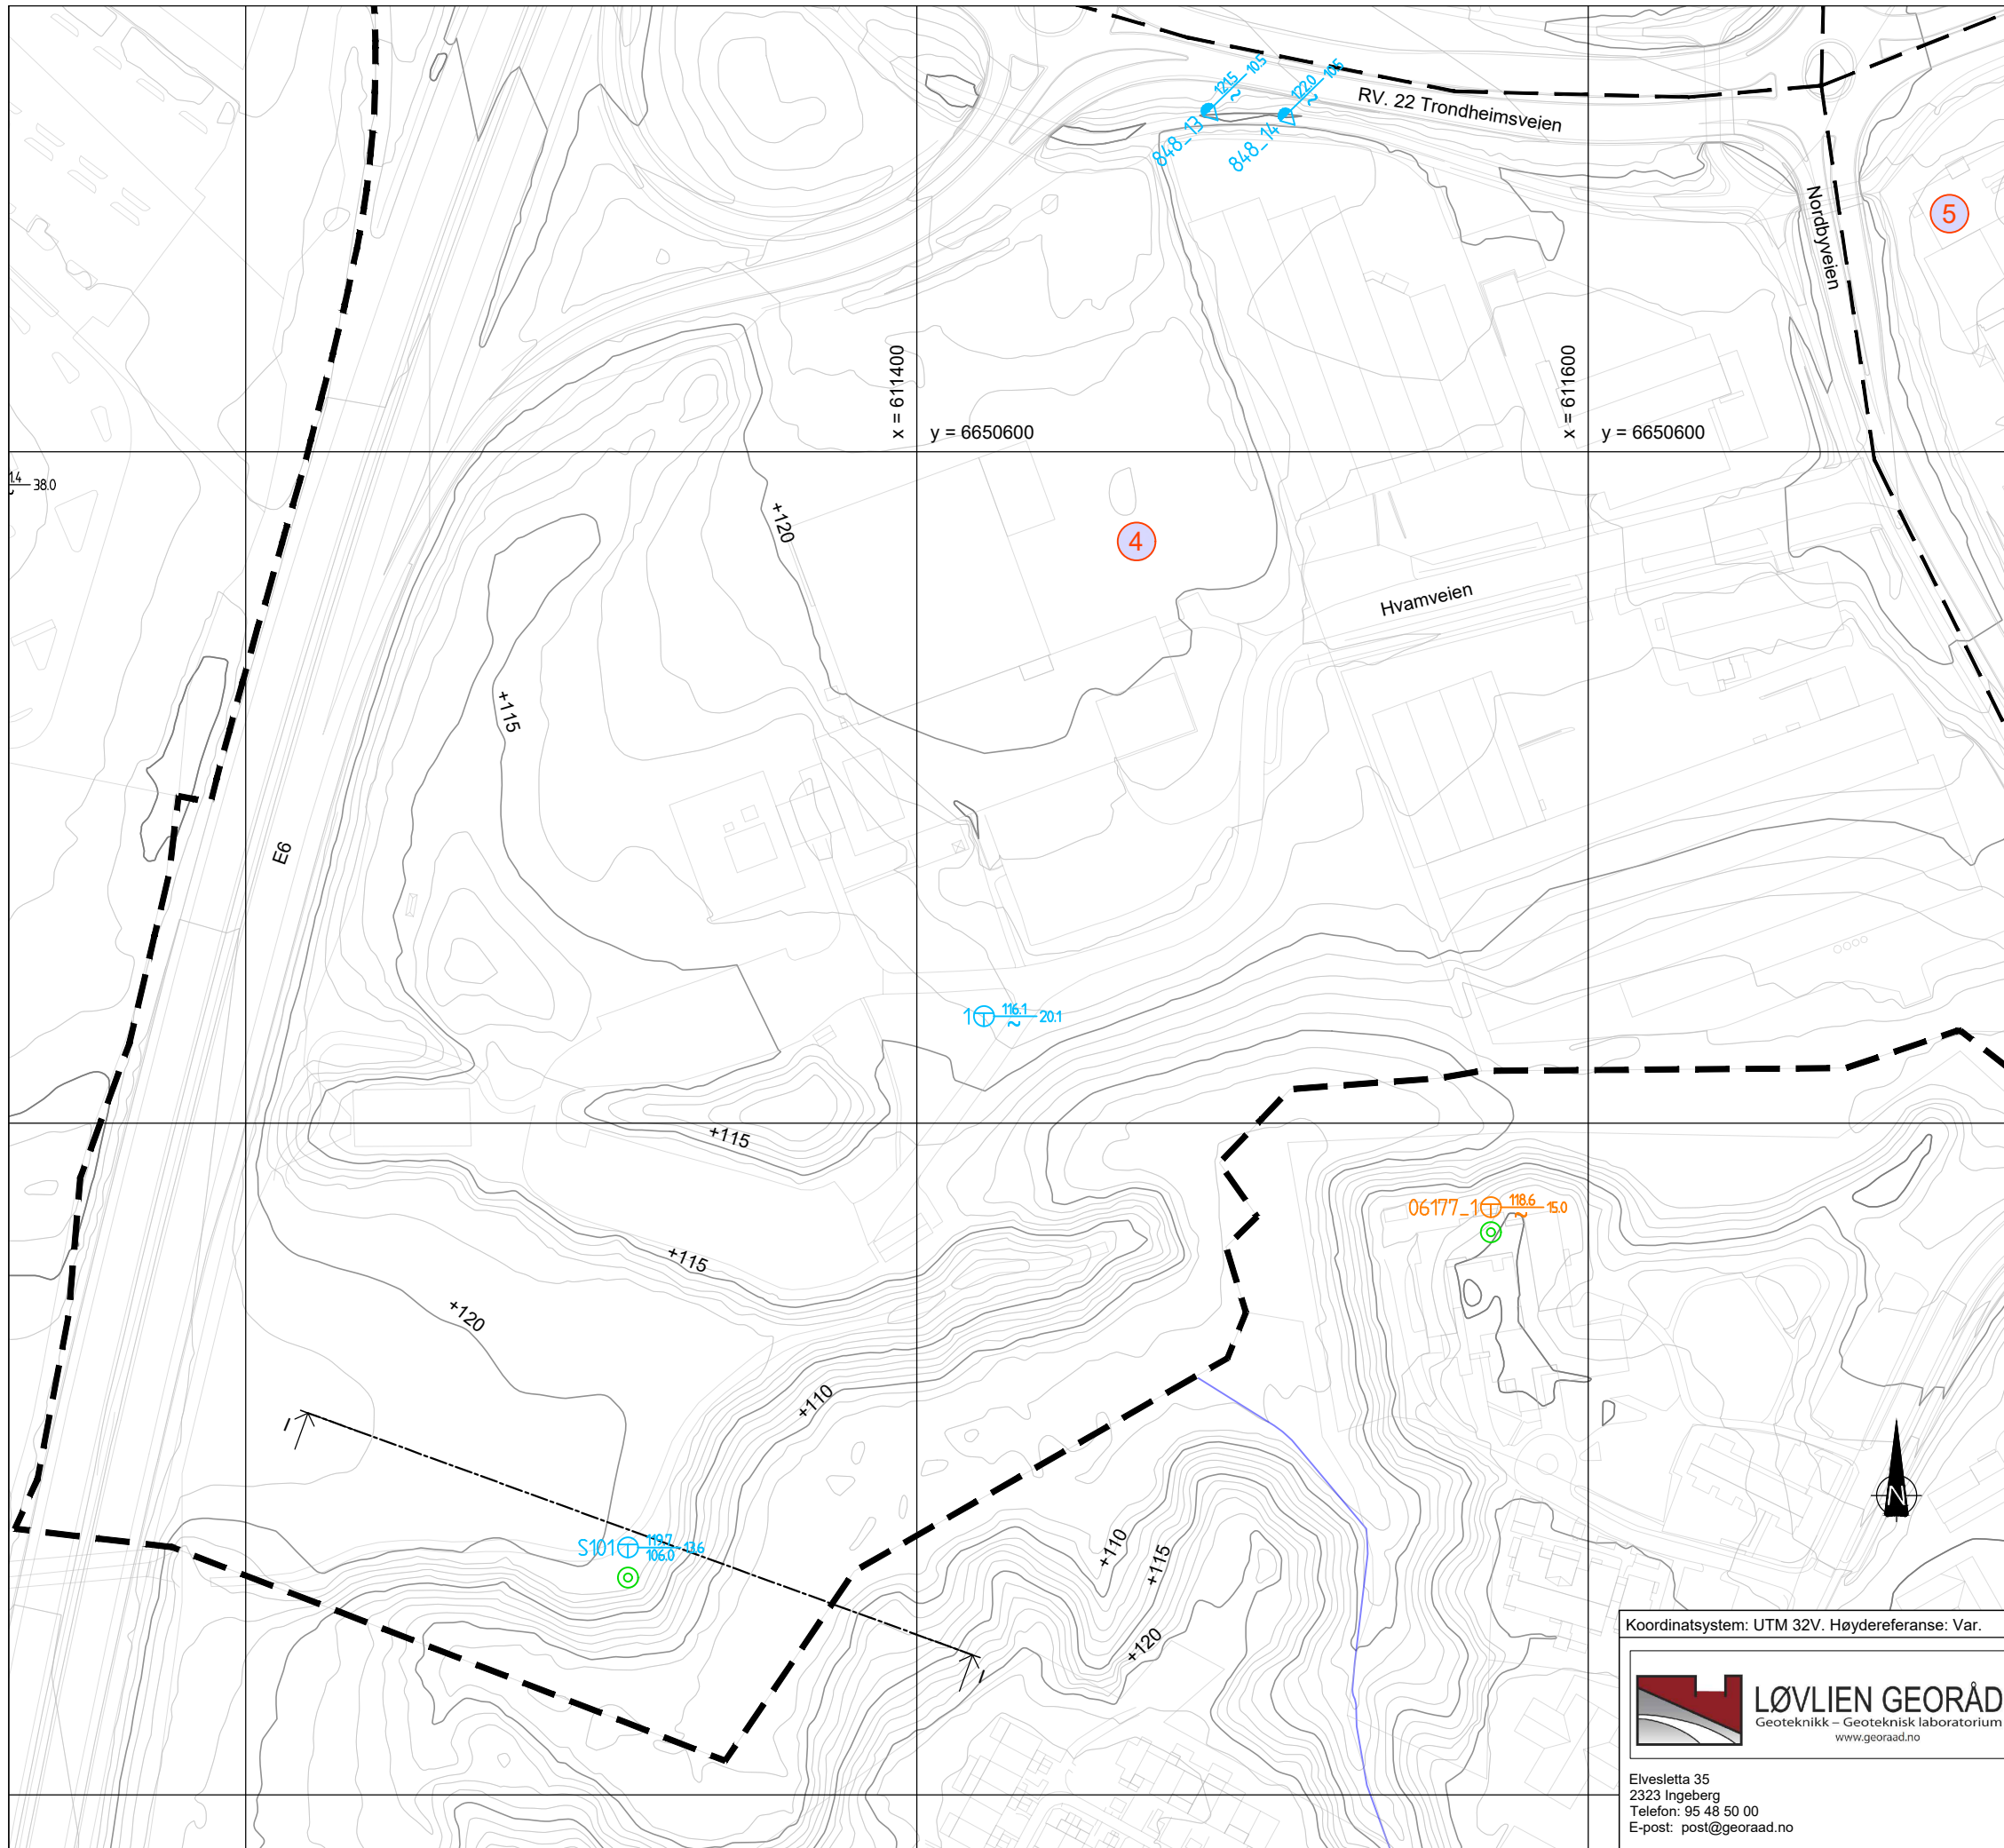 121.5 10.5
~
848_13
122.0 10.5
~
848_14
RV. 22 Trondheimsveien
Nordbyveien
5
x = 611400
y = 6650600
x = 611600
y = 6650600
1.4 38.0
~
+120
4
Hvamveien
+115
E6
1 116.1 20.1
~
+115
06177_1 118.6 15.0
~
+115
+120
+110
1
S101 119.7 13.6
106.0
+110
+115
+120
1
N
Koordinatsystem: UTM 32V. Høydereferanse: Var.
LØVLIEN GEORÅD
Geoteknikk – Geoteknisk laboratorium
www.georaad.no
Elvesletta 35
2323 Ingeberg
Telefon: 95 48 50 00
E-post: post@georaad.no